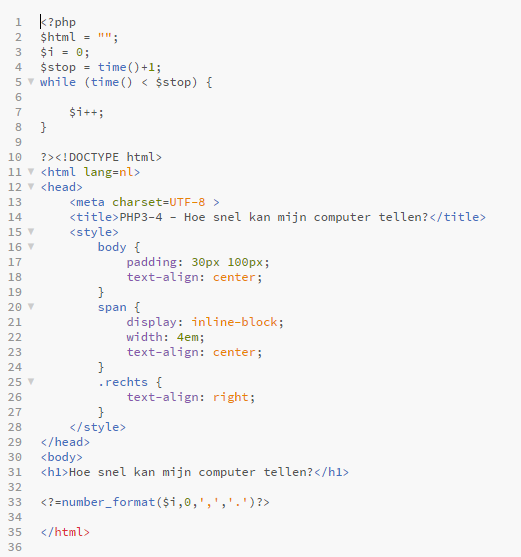 1 <?php
2 $html = "";
3 $i = 0;
4 $stop = time()+1;
5 while (time() < $stop) {
6
7     $i++;
8 }
9
10 ?><!DOCTYPE html>
11 <html lang=nl>
12 <head>
13     <meta charset=UTF-8 >
14     <title>PHP3-4 - Hoe snel kan mijn computer tellen?</title>
15     <style>
16         body {
17             padding: 30px 100px;
18             text-align: center;
19         }
20         span {
21             display: inline-block;
22             width: 4em;
23             text-align: center;
24         }
25         .rechts {
26             text-align: right;
27         }
28     </style>
29 </head>
30 <body>
31 <h1>Hoe snel kan mijn computer tellen?</h1>
32
33 <?=number_format($i,0,',','.')?>
34
35 </html>
36